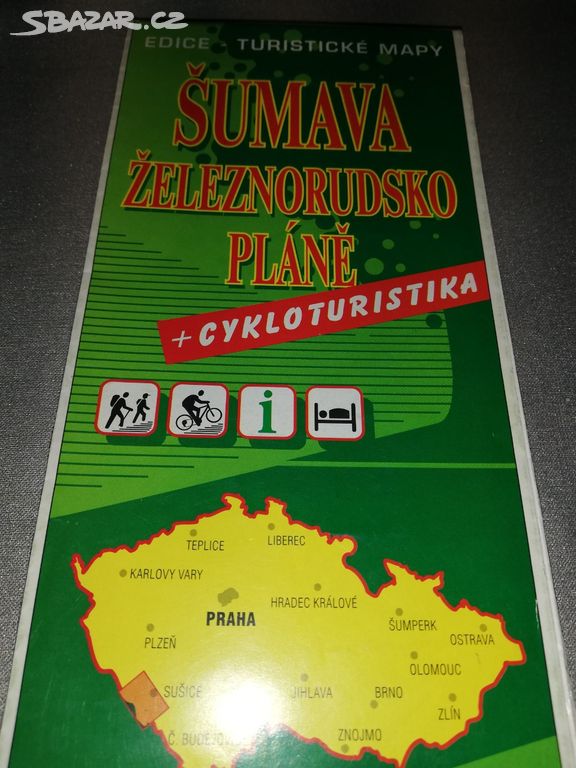 SBAZAR.CZ
EDICE - TURISTICKÉ MAPY
ŠUMAVA
ŽELEZNORUDSKO
PLÁNĚ
+ CYKLOTURISTIKA
i
TEPLICE
LIBEREC
KARLOVY VARY
PRAHA
HRADEC KRÁLOVÉ
ŠUMPERK
OSTRAVA
PLZEŇ
OLOMOUC
SUŠICE
JIHLAVA
BRNO
ZLÍN
Č.
ZNOJMO